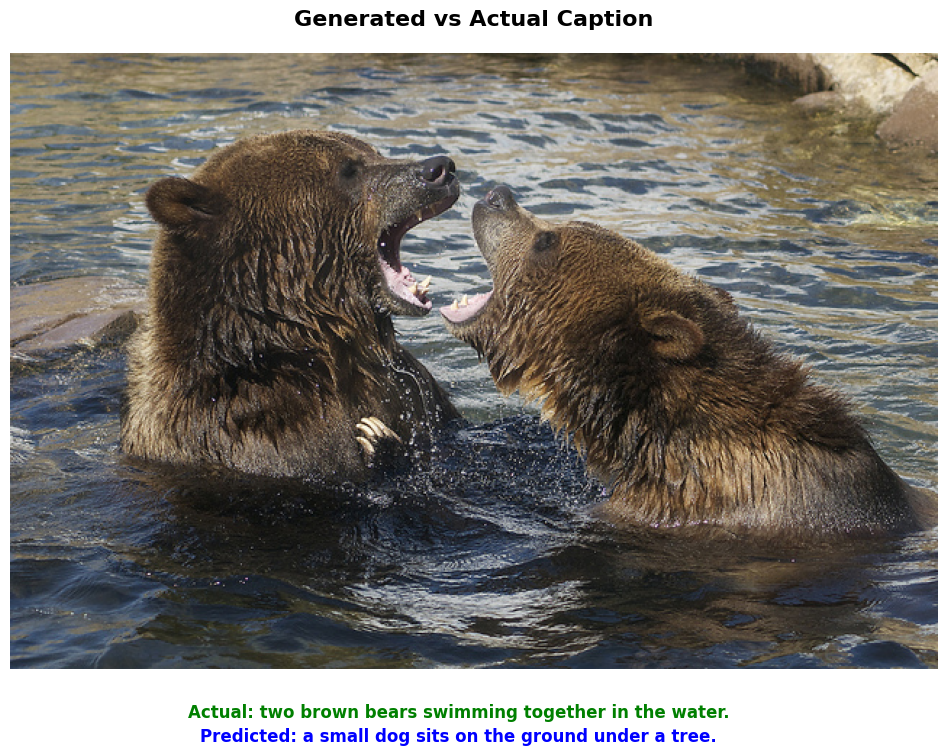 Generated vs Actual Caption
Actual: two brown bears swimming together in the water.
Predicted: a small dog sits on the ground under a tree.